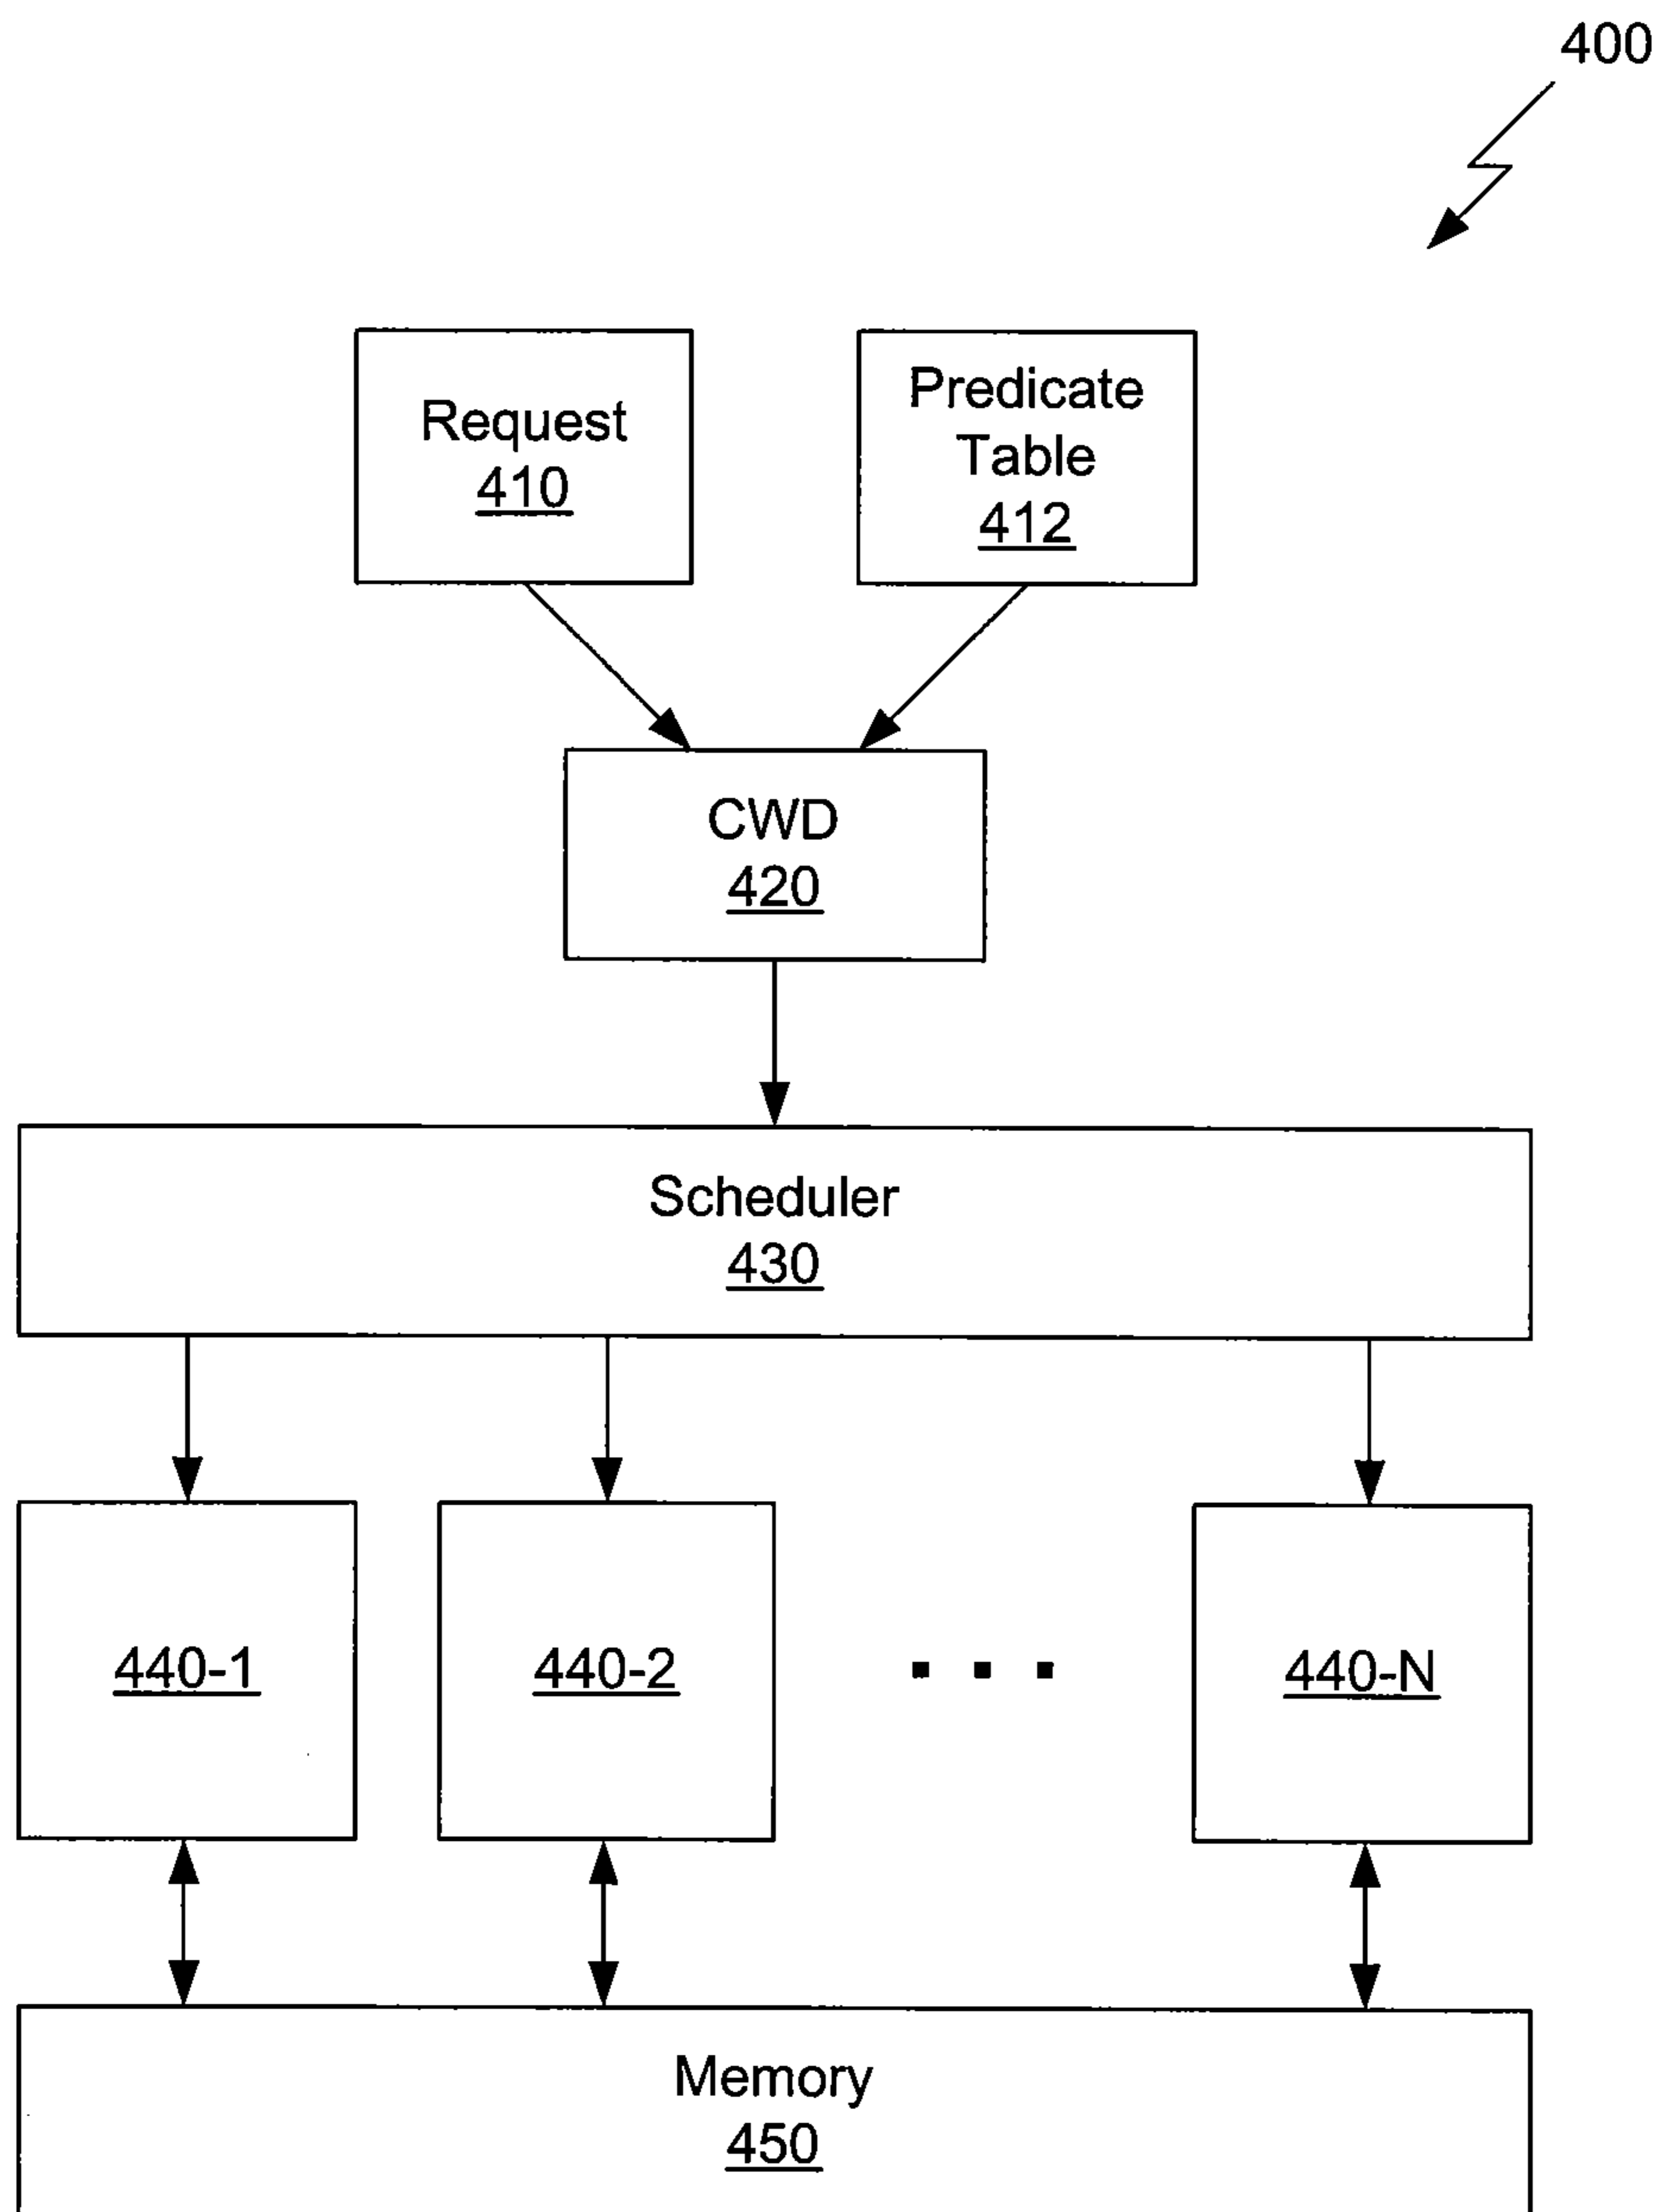 400
Request
410
Predicate
Table
412
CWD
420
Scheduler
430
440-1
440-2
440-N
Memory
450